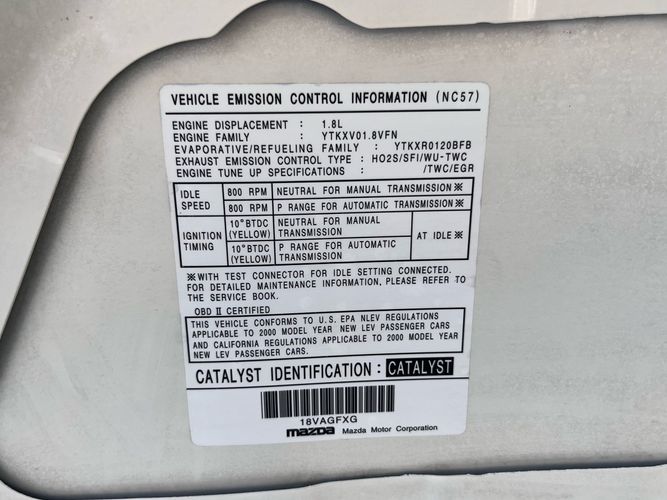 VEHICLE EMISSION CONTROL INFORMATION (NC57)
ENGINE DISPLACEMENT : 1.8L
ENGINE FAMILY : YTKXV01.8VFN
EVAPORATIVE/REFUELING FAMILY : YTKXR0120BFB
EXHAUST EMISSION CONTROL TYPE : HO2S/SFI/WU-TWC
ENGINE TUNE UP SPECIFICATIONS : /TWC/EGR
IDLE SPEED 800 RPM NEUTRAL FOR MANUAL TRANSMISSION※
800 RPM P RANGE FOR AUTOMATIC TRANSMISSION※
IGNITION TIMING 10°BTDC (YELLOW) NEUTRAL FOR MANUAL TRANSMISSION AT IDLE※
10°BTDC (YELLOW) P RANGE FOR AUTOMATIC TRANSMISSION
※WITH TEST CONNECTOR FOR IDLE SETTING CONNECTED.
FOR DETAILED MAINTENANCE INFORMATION, PLEASE REFER TO
THE SERVICE BOOK.
OBD II CERTIFIED
THIS VEHICLE CONFORMS TO U.S. EPA NLEV REGULATIONS
APPLICABLE TO 2000 MODEL YEAR NEW LEV PASSENGER CARS
AND CALIFORNIA REGULATIONS APPLICABLE TO 2000 MODEL YEAR
NEW LEV PASSENGER CARS.
CATALYST IDENTIFICATION : CATALYST
18VAGFXG
mazda Mazda Motor Corporation